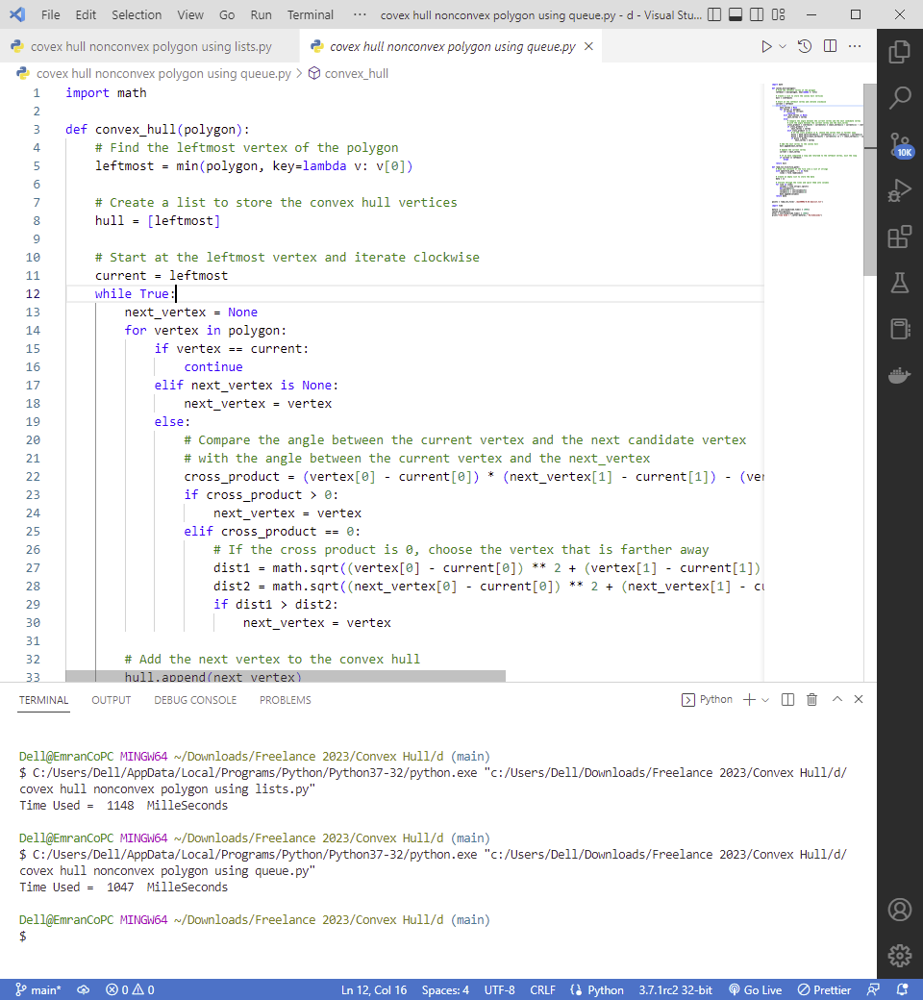 File Edit Selection View Go Run Terminal ··· covex hull nonconvex polygon using queue.py - d - Visual Stu...
covex hull nonconvex polygon using lists.py covex hull nonconvex polygon using queue.py
covex hull nonconvex polygon using queue.py > convex_hull
1 import math
2
3 def convex_hull(polygon):
4 # Find the leftmost vertex of the polygon
5 leftmost = min(polygon, key=lambda v: v[0])
6
7 # Create a list to store the convex hull vertices
8 hull = [leftmost]
9
10 # Start at the leftmost vertex and iterate clockwise
11 current = leftmost
12 while True:
13 next_vertex = None
14 for vertex in polygon:
15 if vertex == current:
16 continue
17 elif next_vertex is None:
18 next_vertex = vertex
19 else:
20 # Compare the angle between the current vertex and the next candidate vertex
21 # with the angle between the current vertex and the next_vertex
22 cross_product = (vertex[0] - current[0]) * (next_vertex[1] - current[1]) - (ver
23 if cross_product > 0:
24 next_vertex = vertex
25 elif cross_product == 0:
26 # If the cross product is 0, choose the vertex that is farther away
27 dist1 = math.sqrt((vertex[0] - current[0]) ** 2 + (vertex[1] - current[1])
28 dist2 = math.sqrt((next_vertex[0] - current[0]) ** 2 + (next_vertex[1] - cu
29 if dist1 > dist2:
30 next_vertex = vertex
31
32 # Add the next vertex to the convex hull
33 hull.append(next_vertex)
10K
TERMINAL OUTPUT DEBUG CONSOLE PROBLEMS Python
Dell@EmranCoPC MINGW64 ~/Downloads/Freelance 2023/Convex Hull/d (main)
$ C:/Users/Dell/AppData/Local/Programs/Python/Python37-32/python.exe "c:/Users/Dell/Downloads/Freelance 2023/Convex Hull/d/
covex hull nonconvex polygon using lists.py"
Time Used =  1148  MilleSeconds
Dell@EmranCoPC MINGW64 ~/Downloads/Freelance 2023/Convex Hull/d (main)
$ C:/Users/Dell/AppData/Local/Programs/Python/Python37-32/python.exe "c:/Users/Dell/Downloads/Freelance 2023/Convex Hull/d/
covex hull nonconvex polygon using queue.py"
Time Used =  1047  MilleSeconds
Dell@EmranCoPC MINGW64 ~/Downloads/Freelance 2023/Convex Hull/d (main)
$
main* 0 0 Ln 12, Col 16 Spaces: 4 UTF-8 CRLF Python 3.7.1rc2 32-bit Go Live Prettier